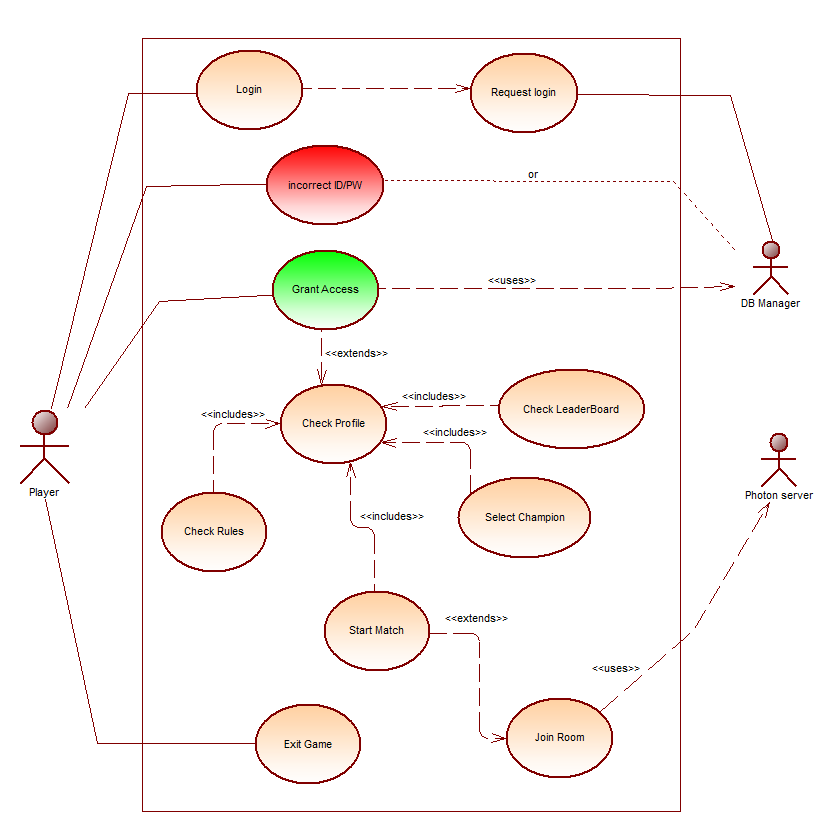 Login
Request login
or
incorrect ID/PW
DB Manager
<<uses>>
Grant Access
<<extends>>
<<includes>>
Check LeaderBoard
<<includes>>
Check Profile
<<includes>>
Player
Photon server
Select Champion
<<includes>>
Check Rules
<<extends>>
Start Match
<<uses>>
Join Room
Exit Game